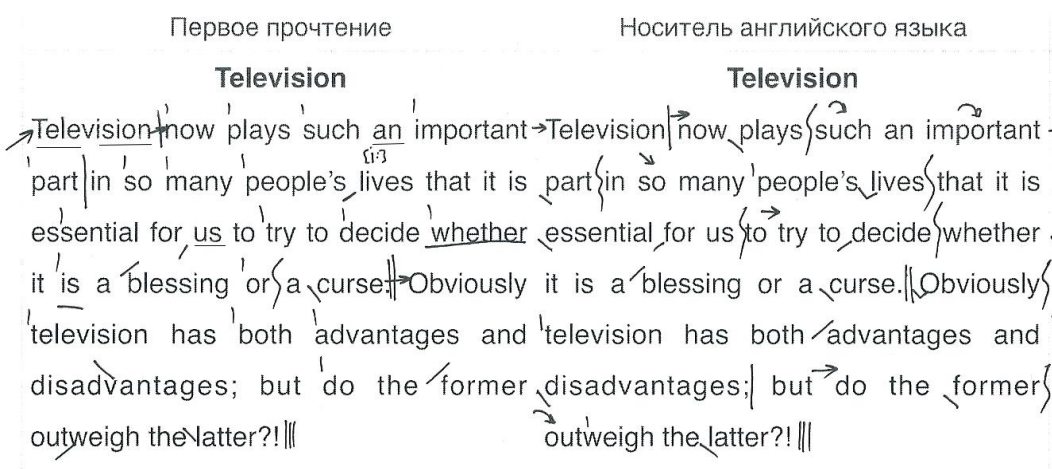 Первое прочтение
Television
Television now plays such an important
part in so many people's lives that it is
[i:]
essential for us to try to decide whether
it is a blessing or a curse. Obviously
television has both advantages and
disadvantages; but do the former
outweigh the latter?!
Носитель английского языка
Television
Television now plays such an important
part in so many people's lives that it is
essential for us to try to decide whether
it is a blessing or a curse. Obviously
television has both advantages and
disadvantages; but do the former
outweigh the latter?!